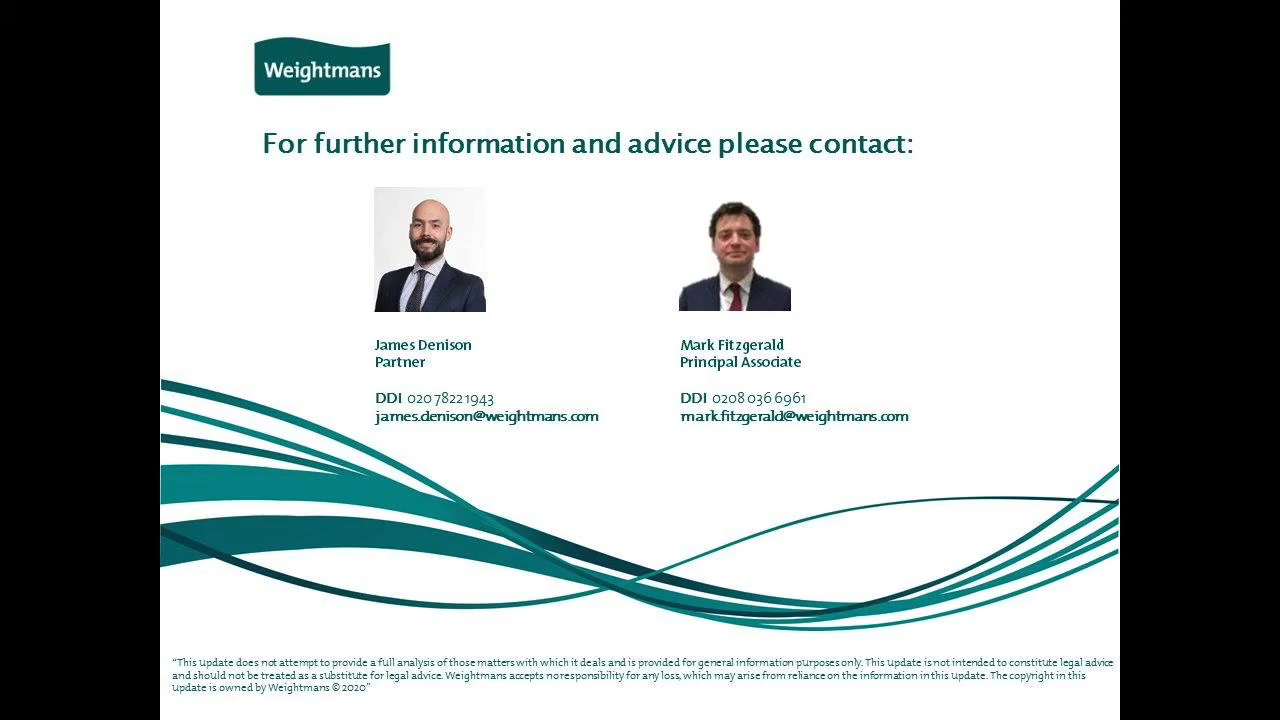 Weightmans
For further information and advice please contact:
James Denison
Partner
DDI 020 7822 1943
james.denison@weightmans.com
Mark Fitzgerald
Principal Associate
DDI 0208 036 6961
mark.fitzgerald@weightmans.com
“This update does not attempt to provide a full analysis of those matters with which it deals and is provided for general information purposes only. This update is not intended to constitute legal advice
and should not be treated as a substitute for legal advice. Weightmans accepts no responsibility for any loss, which may arise from reliance on the information in this update. The copyright in this
update is owned by Weightmans © 2020”